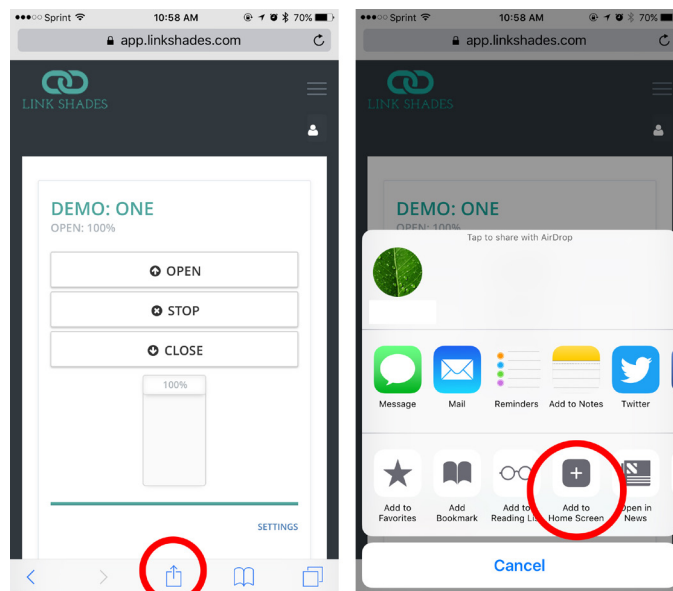 Sprint 10:58 AM 70%
app.linkshades.com
LINK SHADES
DEMO: ONE
OPEN: 100%
OPEN
STOP
CLOSE
100%
SETTINGS
Sprint 10:58 AM 70%
app.linkshades.com
LINK SHADES
DEMO: ONE
OPEN: 100%
Tap to share with AirDrop
Message Mail Reminders Add to Notes Twitter
Add to Add Add to Add to Open in
Favorites Bookmark Reading List Home Screen News
Cancel